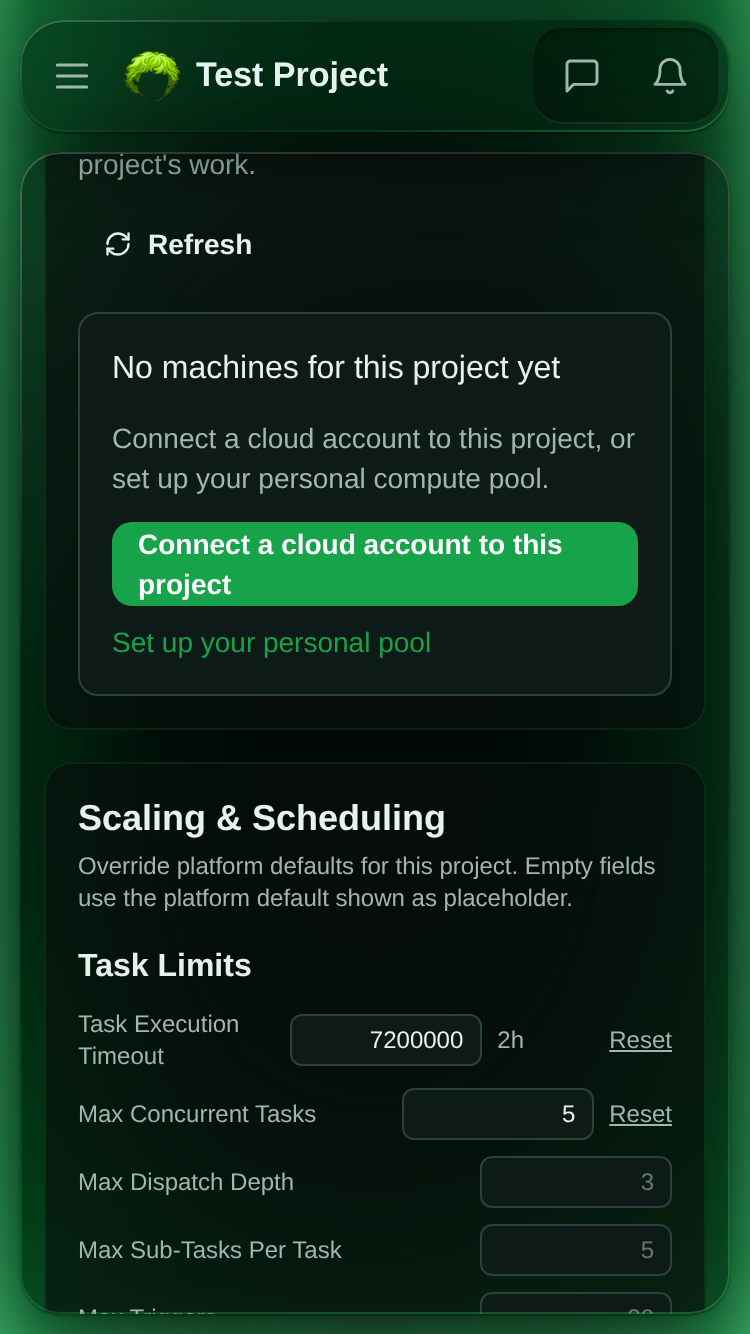 Test Project
project's work.
Refresh
No machines for this project yet
Connect a cloud account to this project, or
set up your personal compute pool.
Connect a cloud account to this
project
Set up your personal pool
Scaling & Scheduling
Override platform defaults for this project. Empty fields
use the platform default shown as placeholder.
Task Limits
Task Execution
Timeout
7200000 2h Reset
Max Concurrent Tasks 5 Reset
Max Dispatch Depth 3
Max Sub-Tasks Per Task 5
Max Triggers